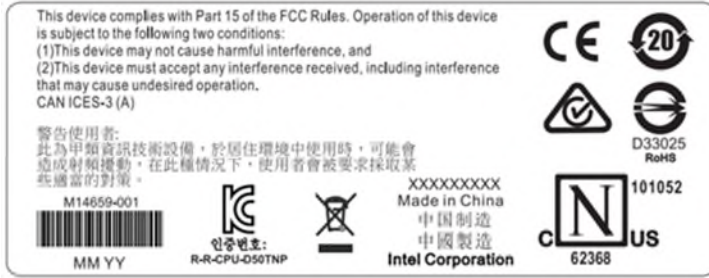 This device complies with Part 15 of the FCC Rules. Operation of this device
is subject to the following two conditions:
(1)This device may not cause harmful interference, and
(2)This device must accept any interference received, including interference
that may cause undesired operation.
CAN ICES-3 (A)
警告使用者:
此為甲類資訊技術設備，於居住環境中使用時，可能會
造成射頻擾動，在此種情況下，使用者會被要求採取某
些適當的對策。
M14659-001
MM YY
인증번호:
R-R-CPU-D50TNP
XXXXXXXXX
Made in China
中国制造
中國製造
Intel Corporation
CE
20
D33025
RoHS
N
101052
C
US
62368